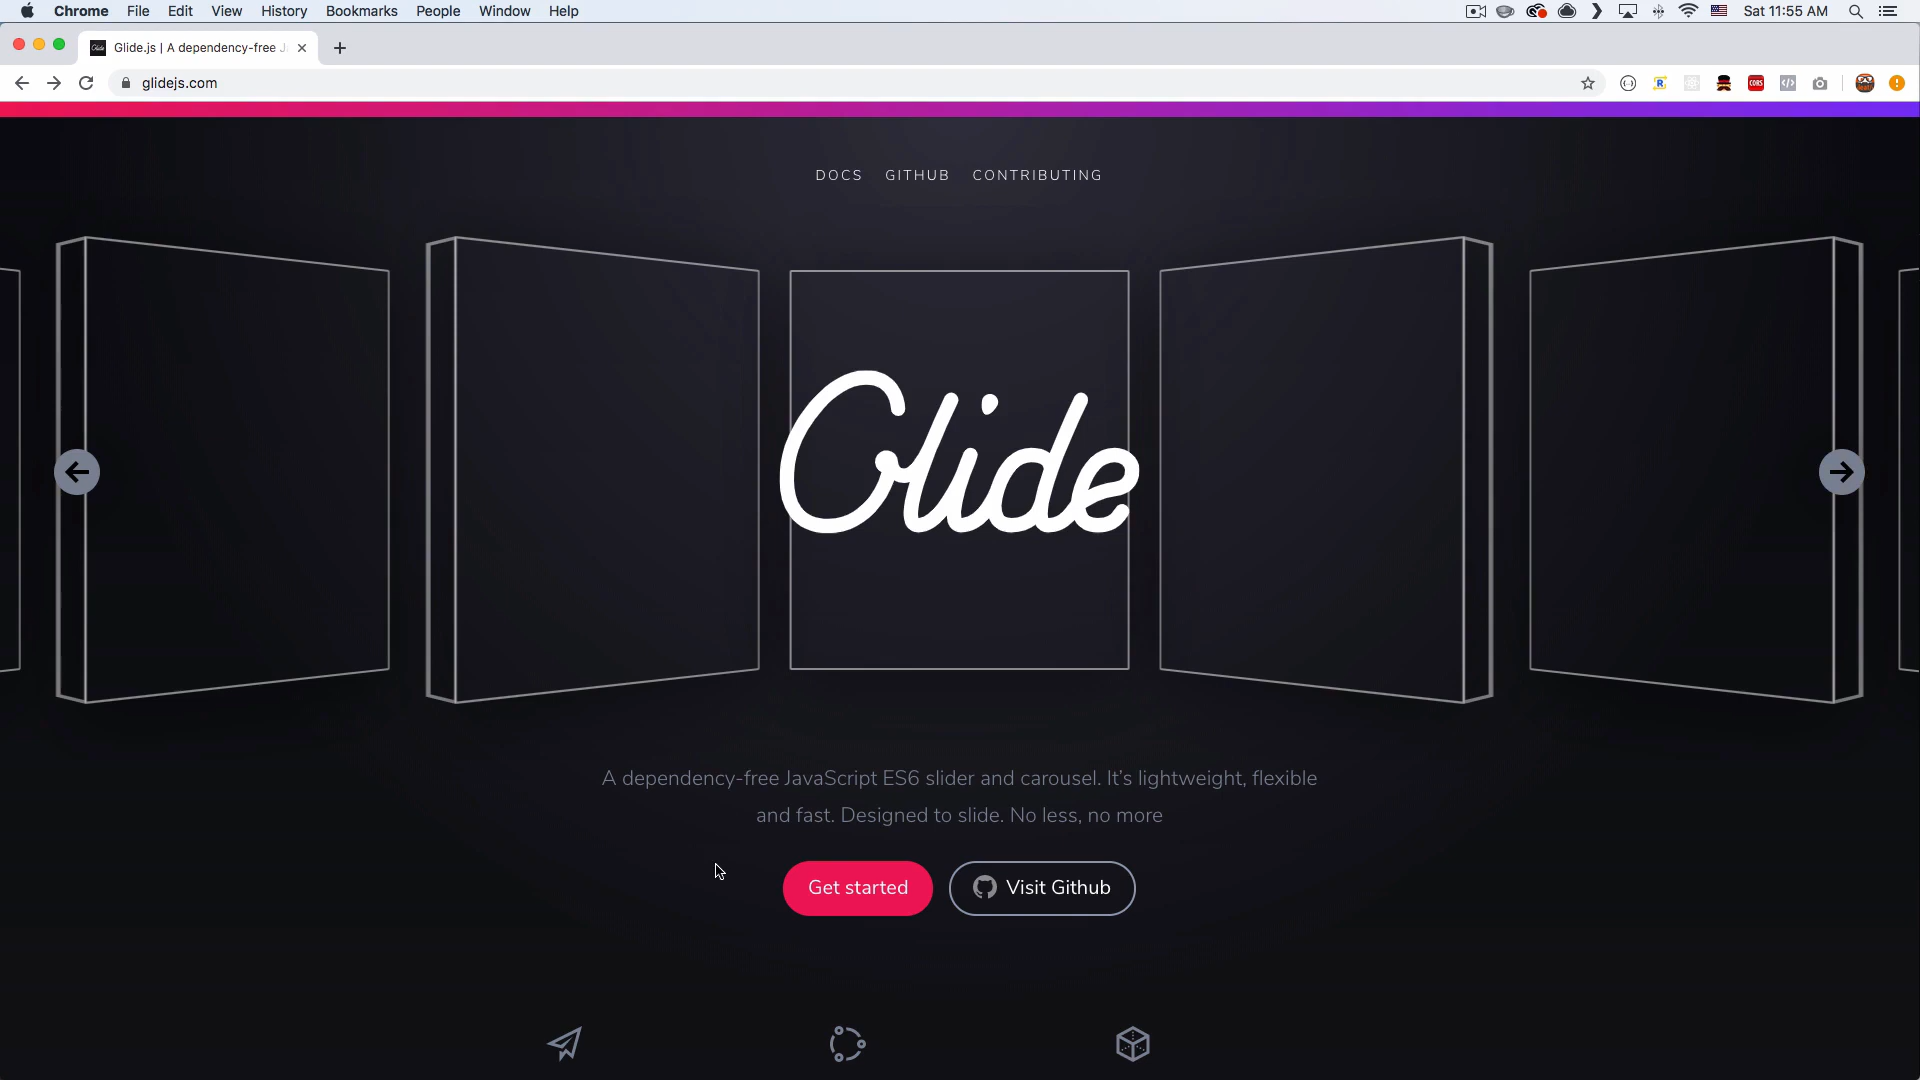 Chrome File Edit View History Bookmarks People Window Help
Sat 11:55 AM
Glide.js | A dependency-free J
glidejs.com
DOCS GITHUB CONTRIBUTING
Glide
A dependency-free JavaScript ES6 slider and carousel. It’s lightweight, flexible
and fast. Designed to slide. No less, no more
Get started
Visit Github